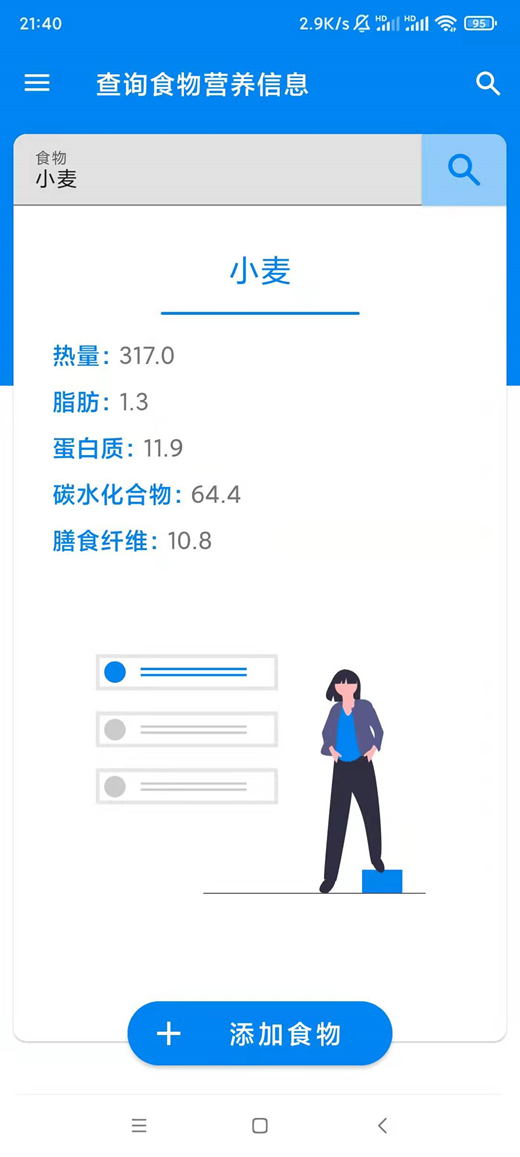 21:40
2.9K/s HD HD 95
查询食物营养信息
食物
小麦
小麦
热量: 317.0
脂肪: 1.3
蛋白质: 11.9
碳水化合物: 64.4
膳食纤维: 10.8
添加食物